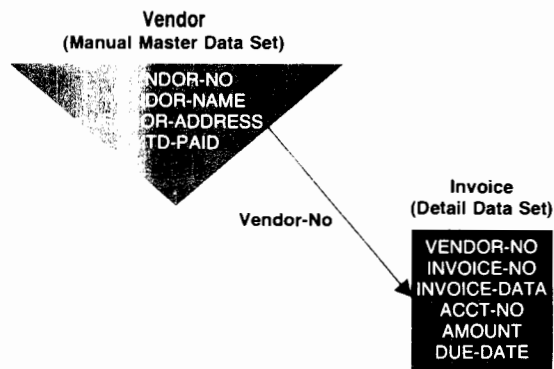 Vendor
(Manual Master Data Set)
NDOR-NO
DOR-NAME
OR-ADDRESS
TD-PAID
Vendor-No
Invoice
(Detail Data Set)
VENDOR-NO
INVOICE-NO
INVOICE-DATA
ACCT-NO
AMOUNT
DUE-DATE